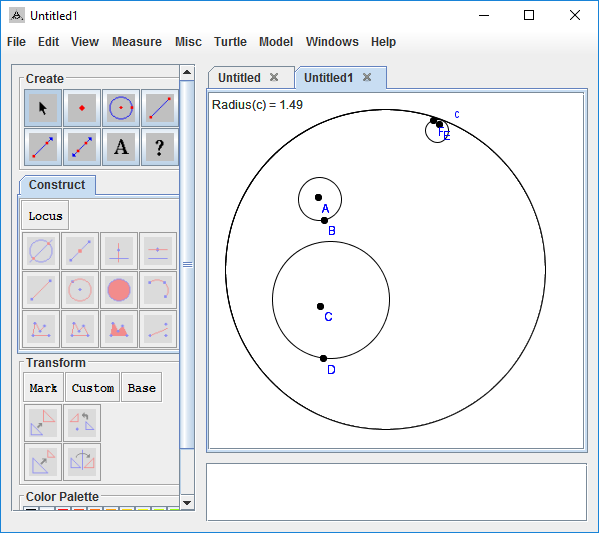 Untitled1
File Edit View Measure Misc Turtle Model Windows Help
Create
A ?
Construct
Locus
Transform
Mark Custom Base
Color Palette
Untitled Untitled1
Radius(c) = 1.49
c
F E
A
B
C
D